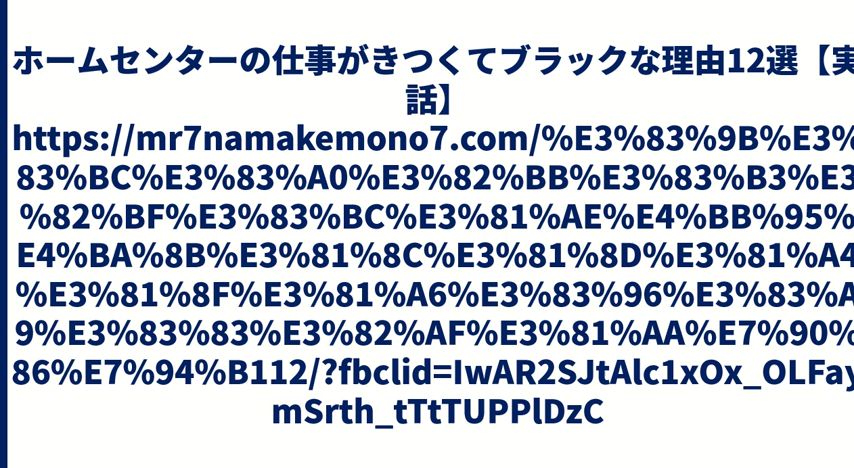 ホームセンターの仕事がきつくてブラックな理由12選【実
話】
https://mr7namakemono7.com/%E3%83%9B%E3%
83%BC%E3%83%A0%E3%82%BB%E3%83%B3%E3
%82%BF%E3%83%BC%E3%81%AE%E4%BB%95%
E4%BA%8B%E3%81%8C%E3%81%8D%E3%81%A4
%E3%81%8F%E3%81%A6%E3%83%96%E3%83%A
9%E3%83%83%E3%82%AF%E3%81%AA%E7%90%
86%E7%94%B112/?fbclid=IwAR2SJtAlc1xOx_OLFay
mSrth_tTtTUPPlDzC